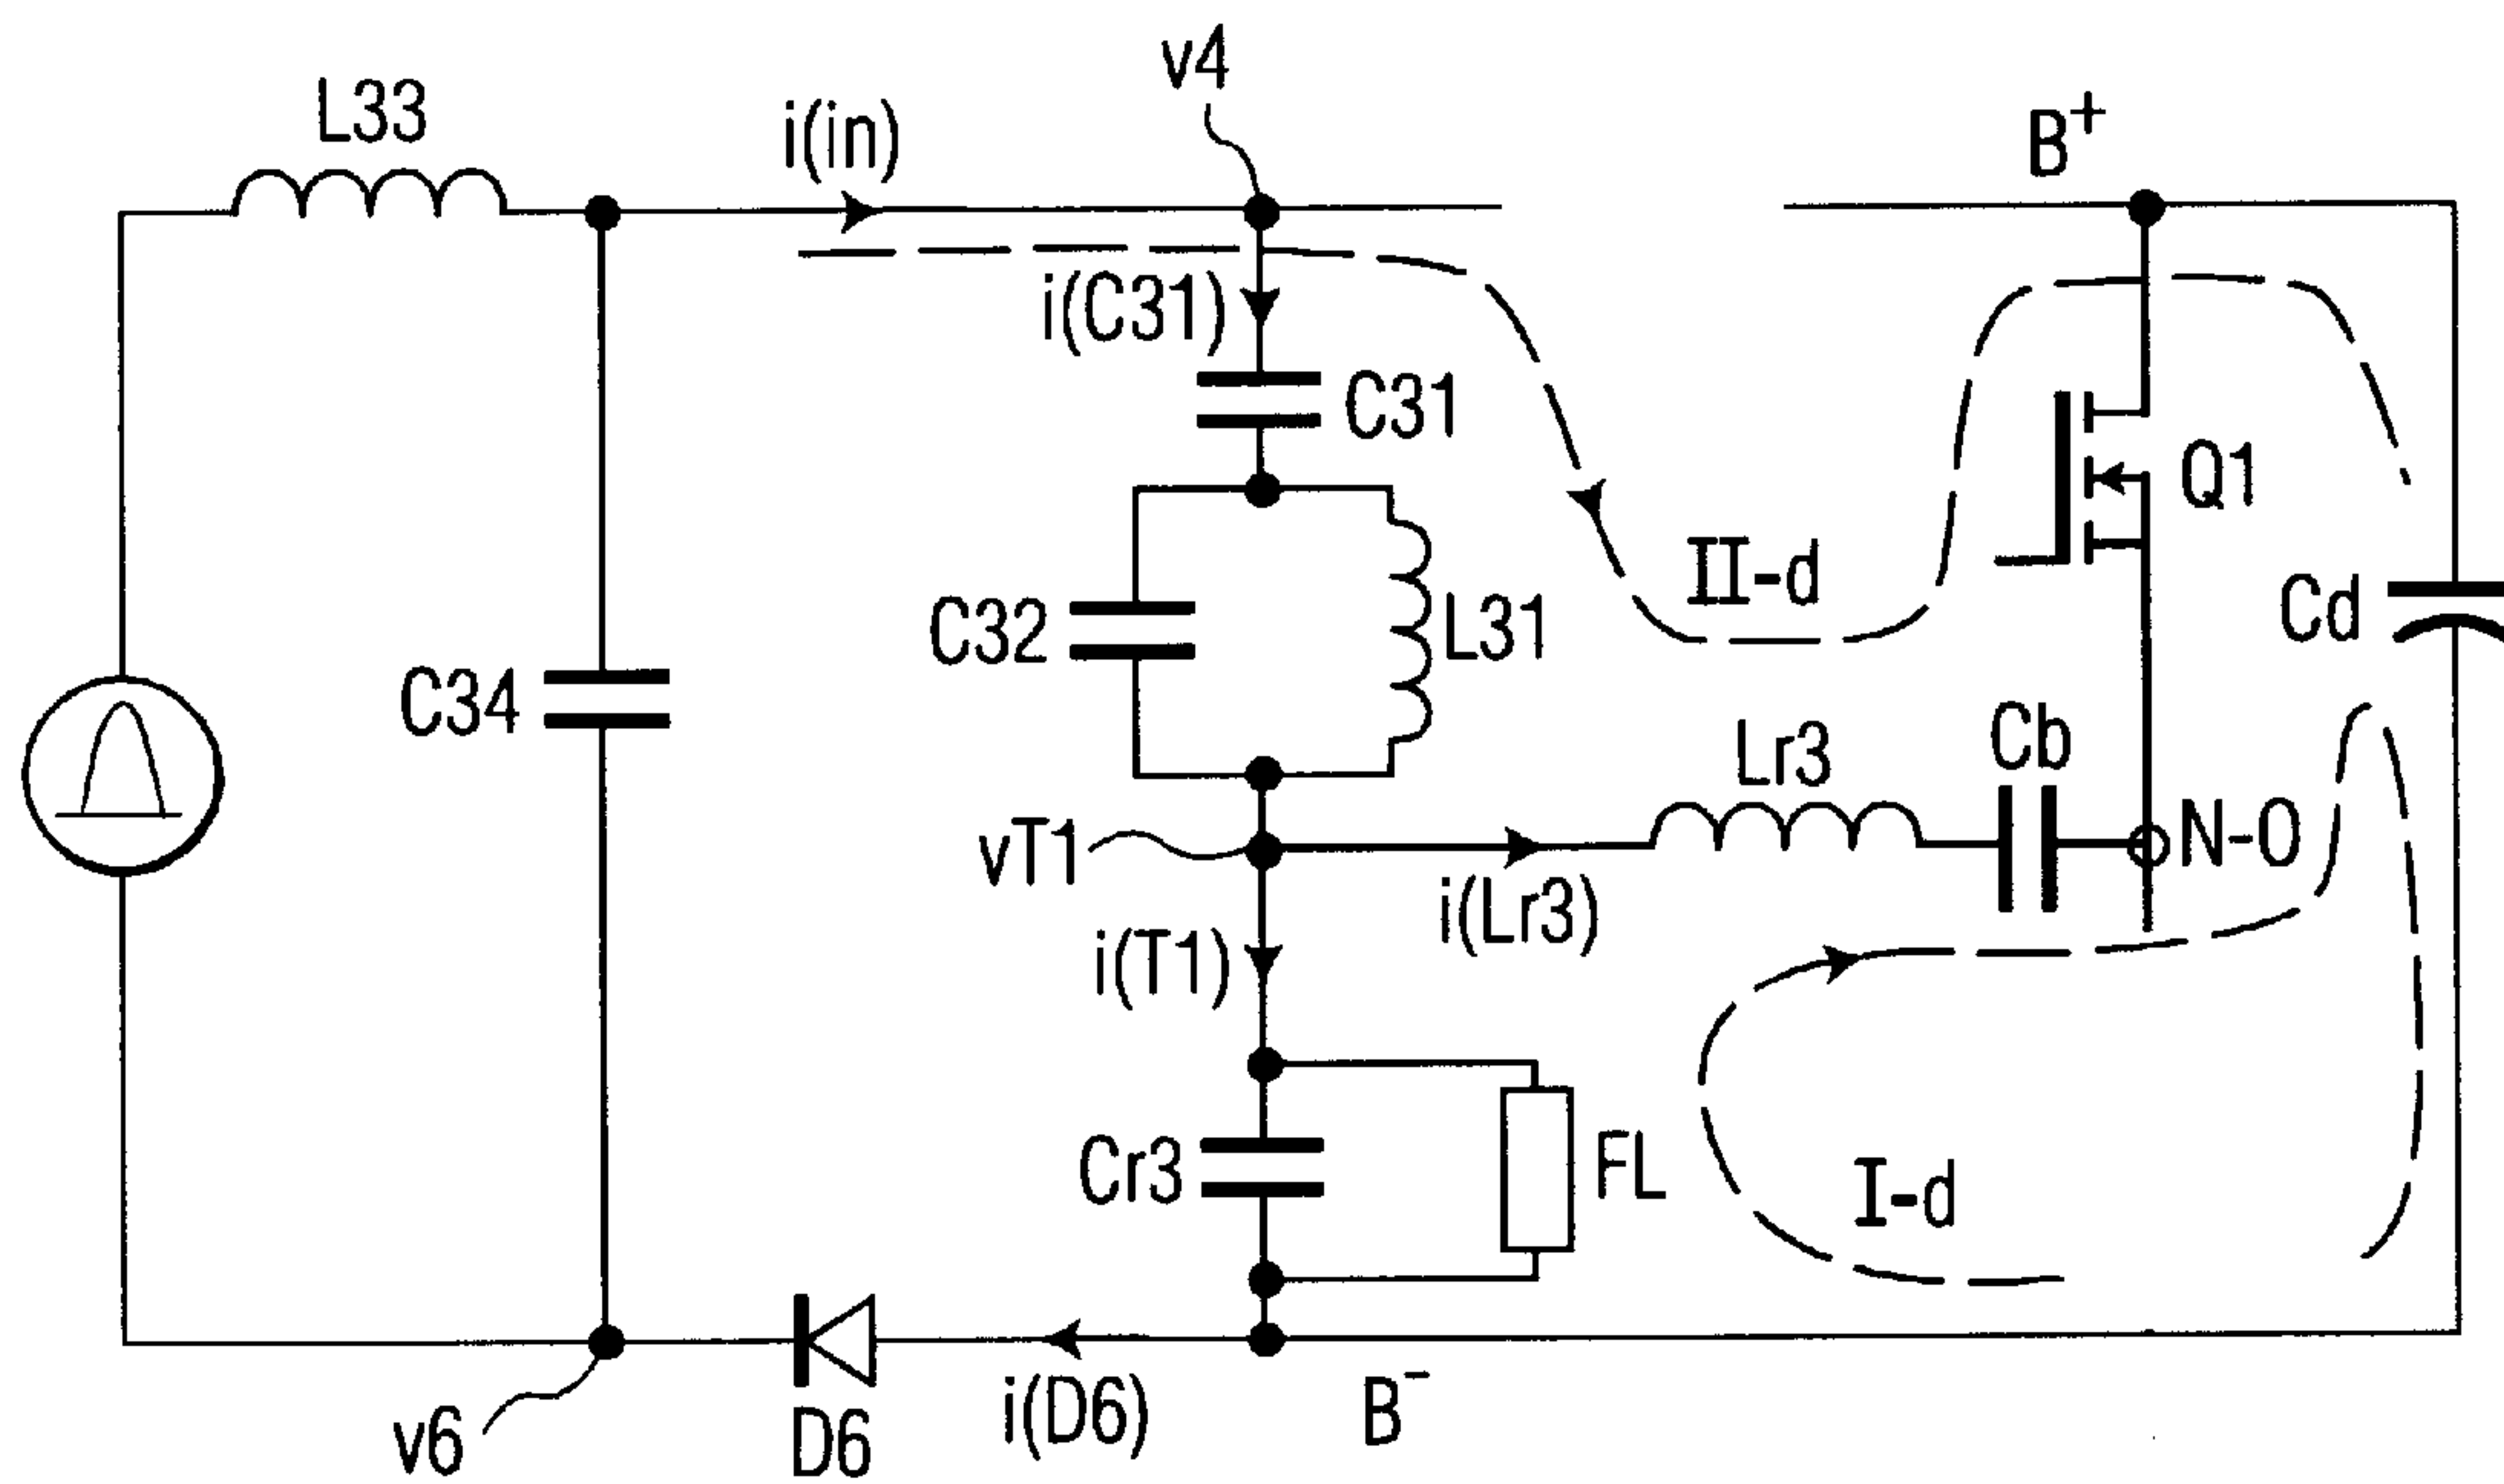 v4
L33
i(in)
B+
i(C31)
C31
Q1
II-d
Cd
C32
L31
C34
Lr3
Cb
vT1
N-O
i(Lr3)
i(T1)
Cr3
FL
I-d
i(D6)
B-
v6
D6